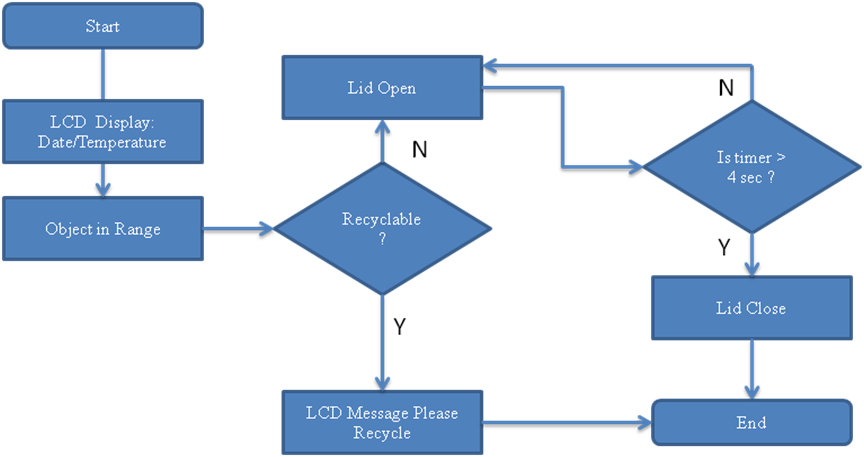 Start
LCD Display:
Date/Temperature
Object in Range
Recyclable
?
N
Y
Lid Open
LCD Message Please
Recycle
Is timer >
4 sec ?
N
Y
Lid Close
End